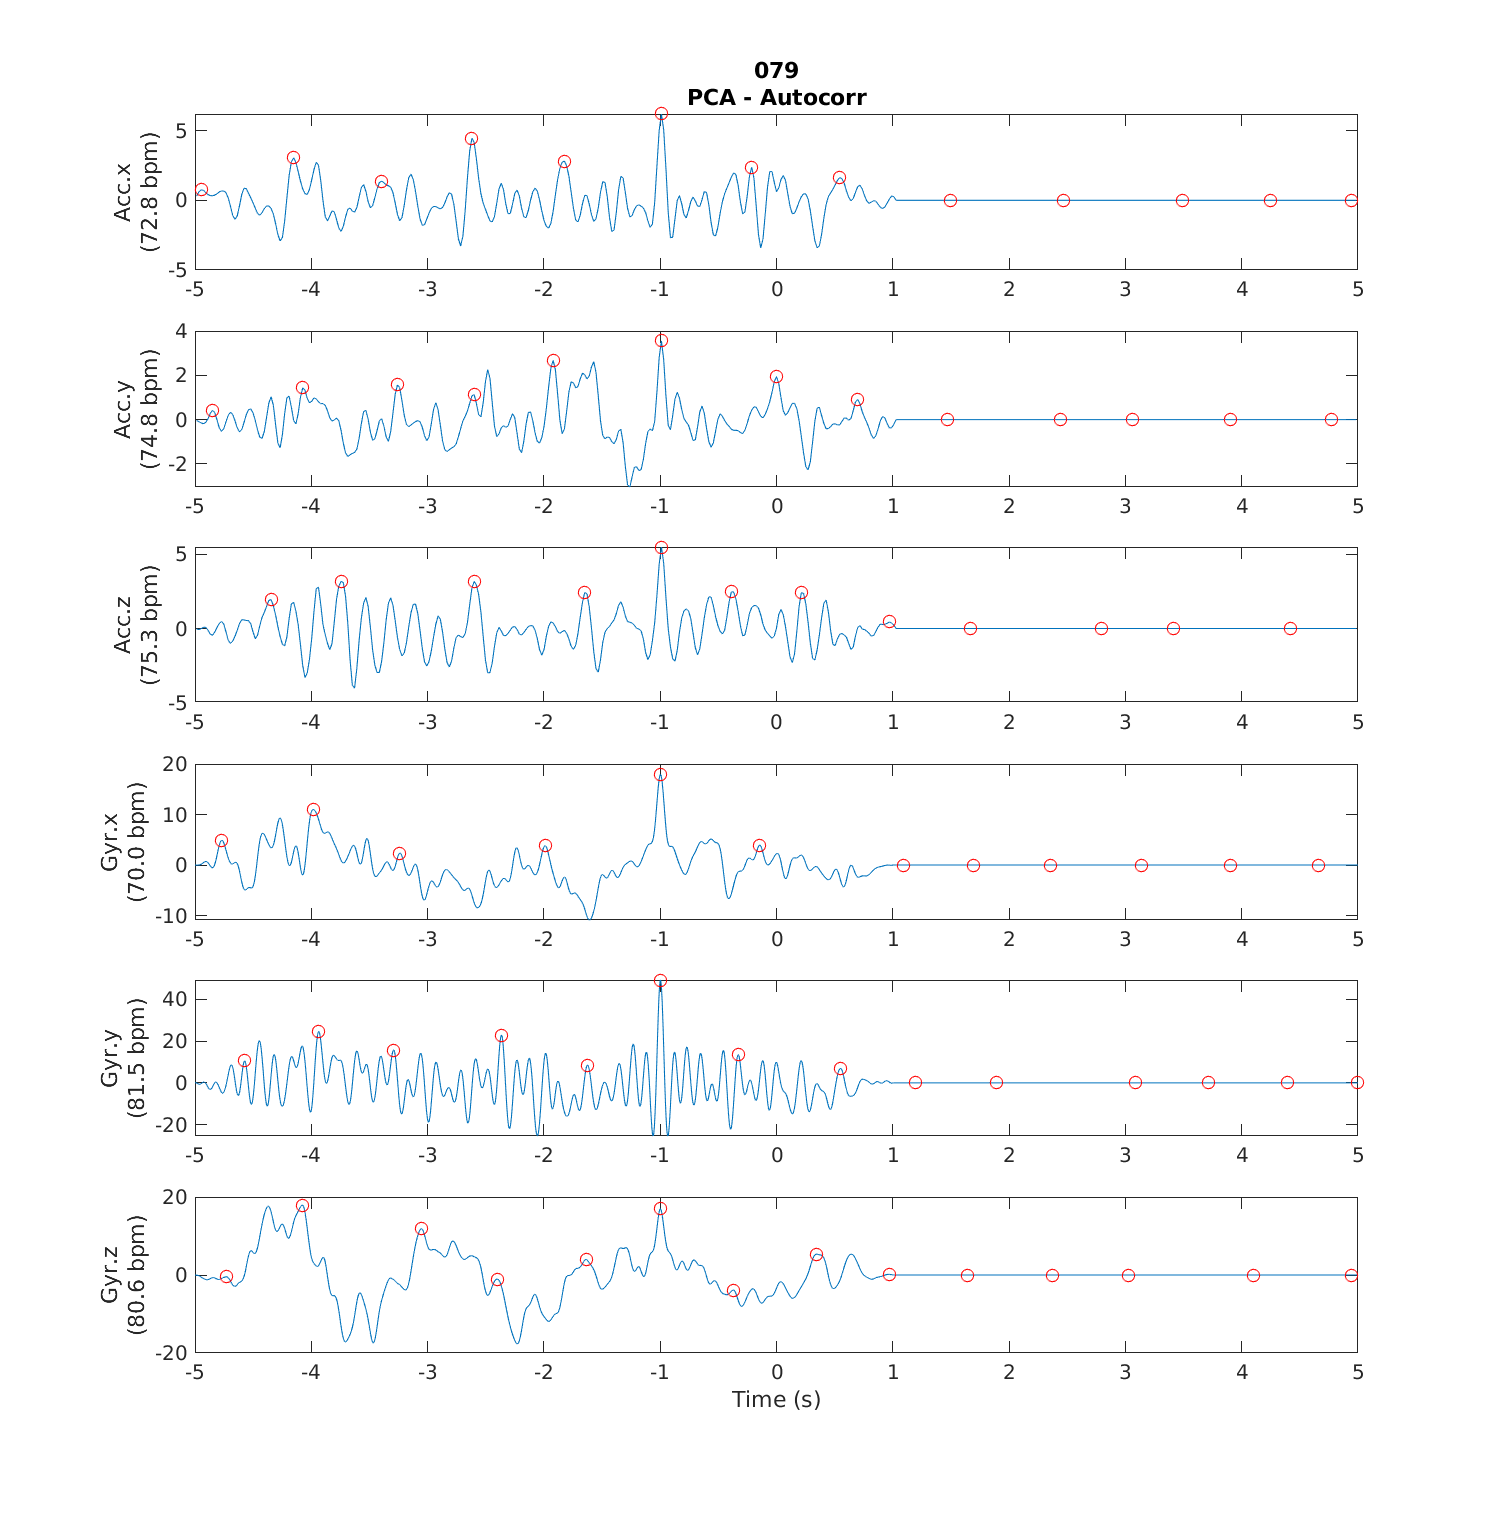 079
PCA - Autocorr
Acc.x
(72.8 bpm)
5
0
-5
-5 -4 -3 -2 -1 0 1 2 3 4 5
Acc.y
(74.8 bpm)
4
2
0
-2
-5 -4 -3 -2 -1 0 1 2 3 4 5
Acc.z
(75.3 bpm)
5
0
-5
-5 -4 -3 -2 -1 0 1 2 3 4 5
Gyr.x
(70.0 bpm)
20
10
0
-10
-5 -4 -3 -2 -1 0 1 2 3 4 5
Gyr.y
(81.5 bpm)
40
20
0
-20
-5 -4 -3 -2 -1 0 1 2 3 4 5
Gyr.z
(80.6 bpm)
20
0
-20
-5 -4 -3 -2 -1 0 1 2 3 4 5
Time (s)